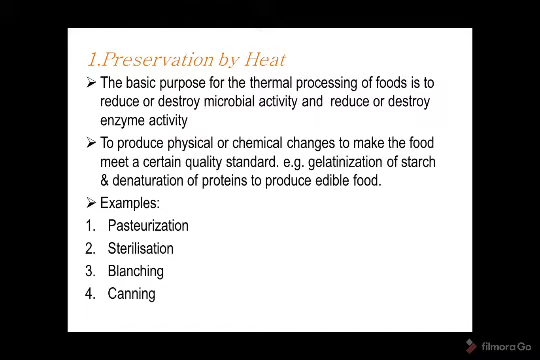 1.Preservation by Heat
➢ The basic purpose for the thermal processing of foods is to
reduce or destroy microbial activity and reduce or destroy
enzyme activity
➢ To produce physical or chemical changes to make the food
meet a certain quality standard. e.g. gelatinization of starch
& denaturation of proteins to produce edible food.
➢ Examples:
1. Pasteurization
2. Sterilisation
3. Blanching
4. Canning
filmora Go